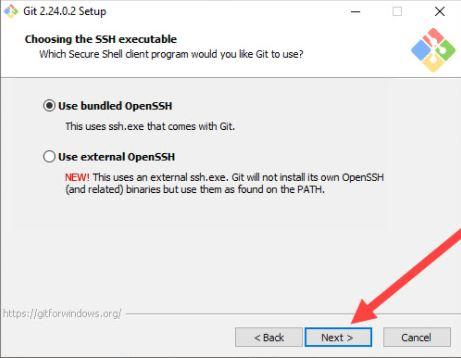 Git 2.24.0.2 Setup
Choosing the SSH executable
Which Secure Shell client program would you like Git to use?
Use bundled OpenSSH
This uses ssh.exe that comes with Git.
Use external OpenSSH
NEW! This uses an external ssh.exe. Git will not install its own OpenSSH
(and related) binaries but use them as found on the PATH.
https://gitforwindows.org/
< Back
Next >
Cancel